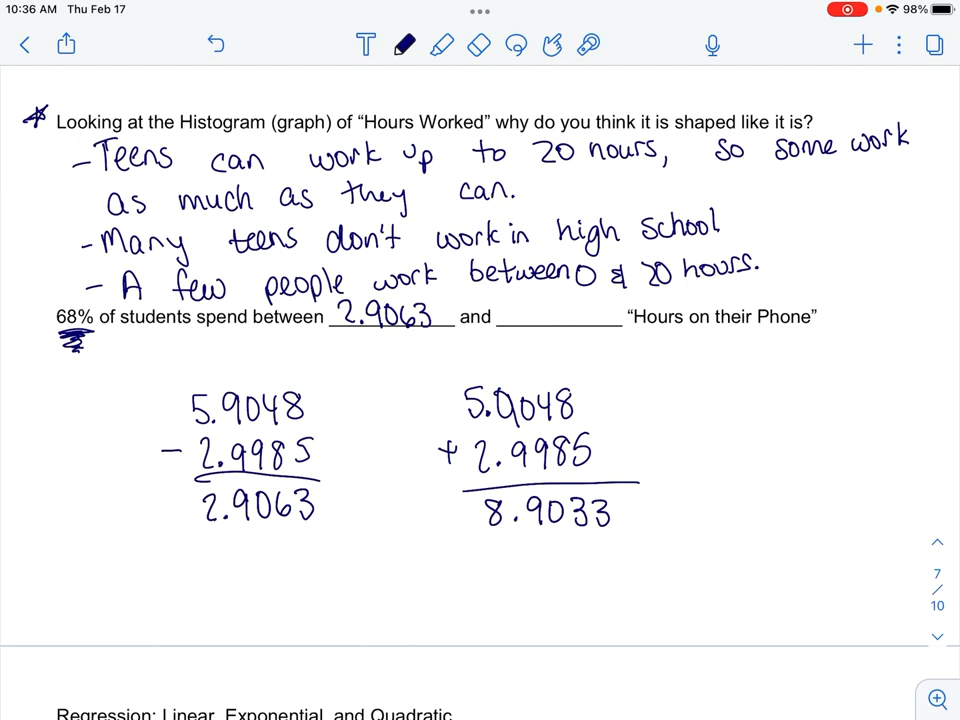 10:36 AM Thu Feb 17 98%
T
Looking at the Histogram (graph) of “Hours Worked” why do you think it is shaped like it is?
- Teens can work up to 20 hours, so some work
as much as they can.
- Many teens don't work in high school
- A few people work between 0 & 20 hours.
68% of students spend between 2.9063 and ____________ “Hours on their Phone”
5.9048 5.9048
- 2.9985 + 2.9985
2.9063 8.9033
7
/
10
Regression: Linear, Exponential, and Quadratic